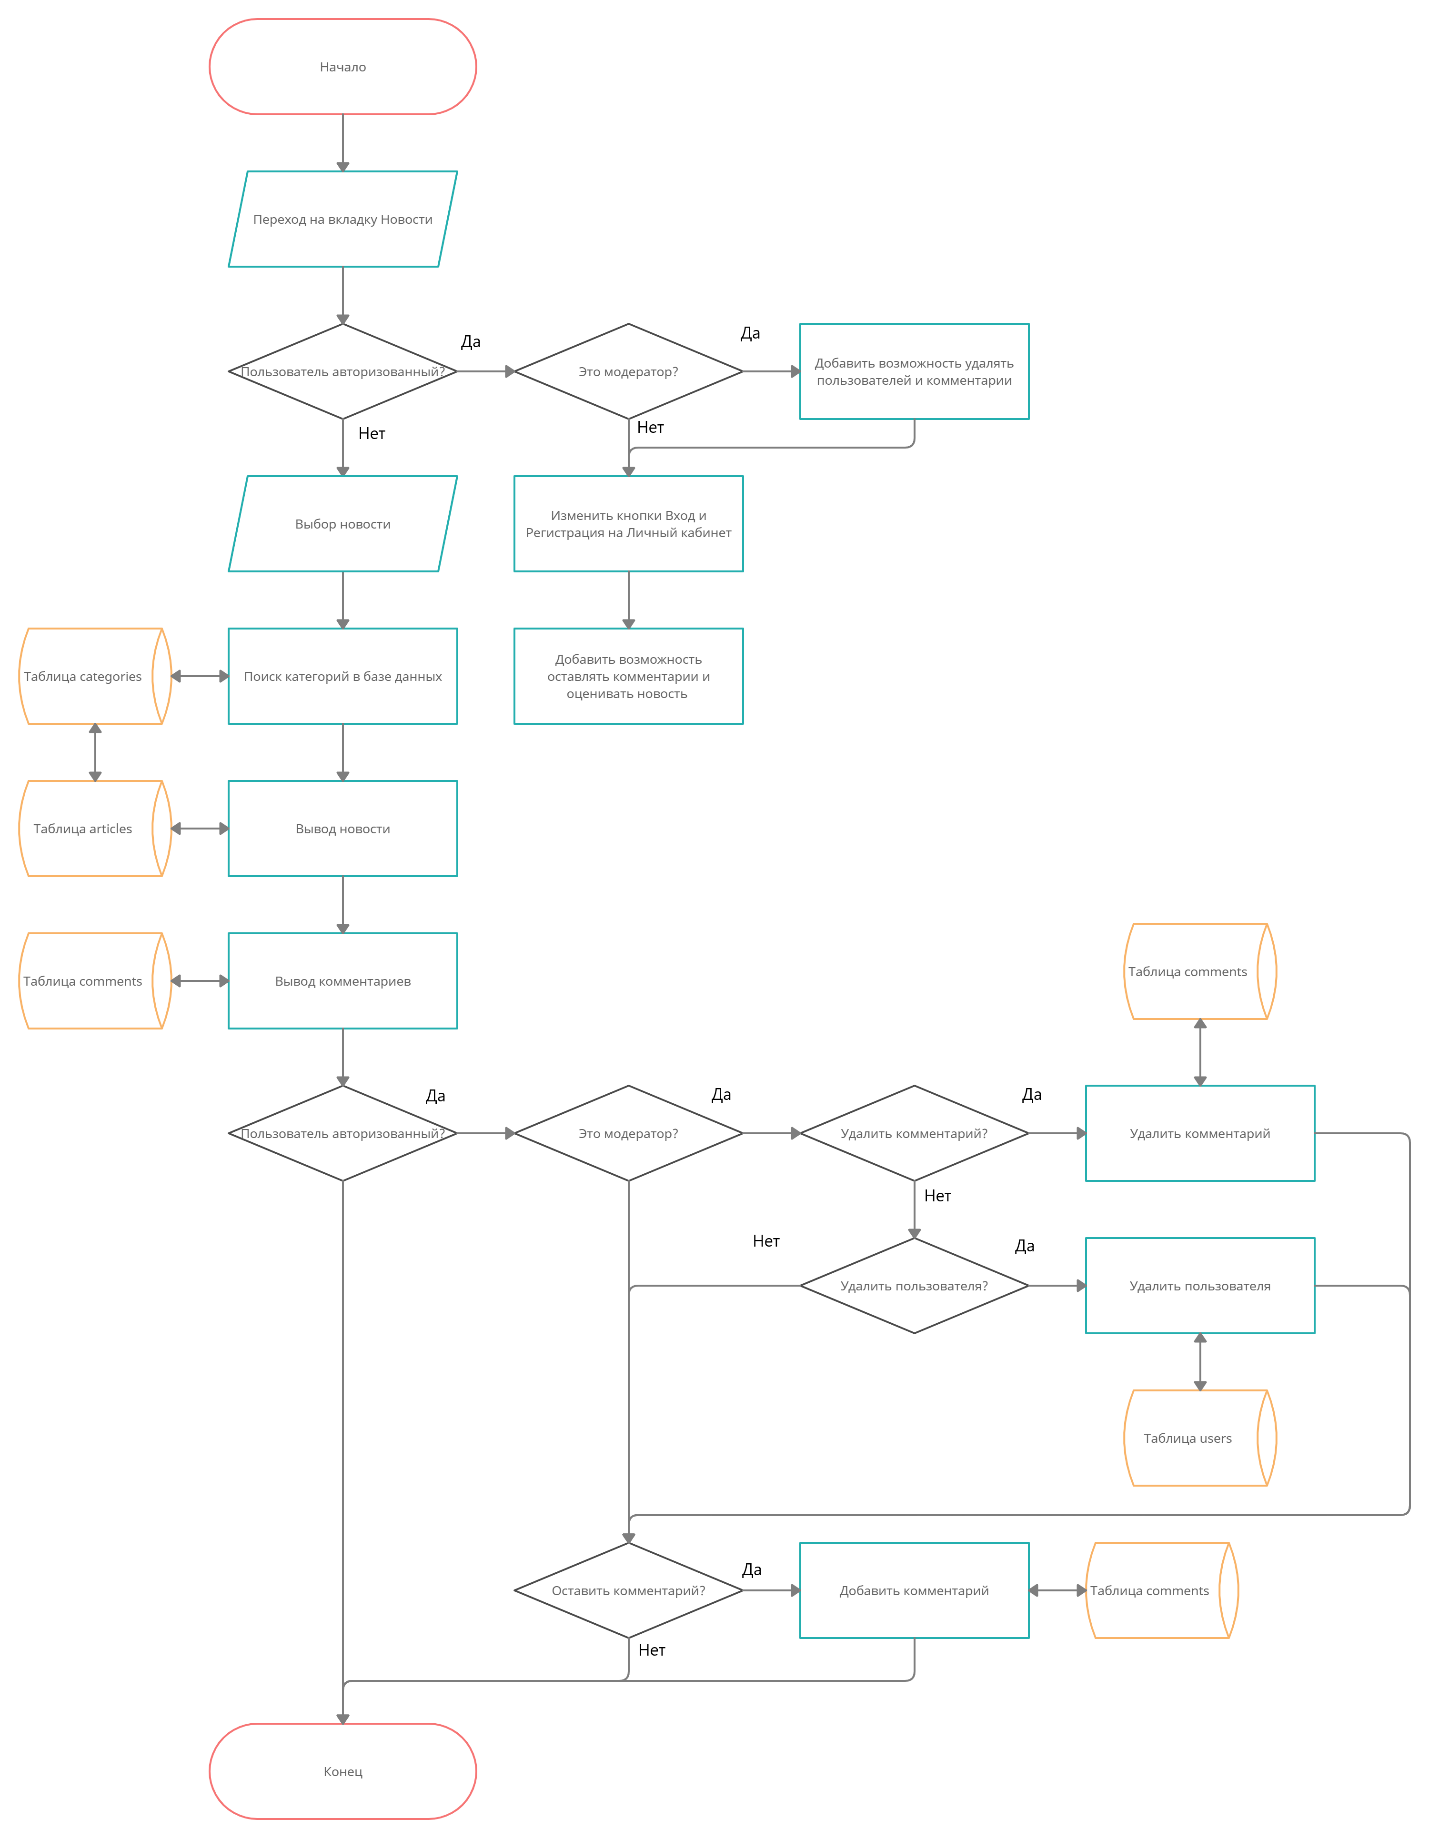 Начало
Переход на вкладку Новости
Пользователь авторизованный?
Да
Это модератор?
Да
Добавить возможность удалять
пользователей и комментарии
Нет
Нет
Выбор новости
Изменить кнопки Вход и
Регистрация на Личный кабинет
Таблица categories
Поиск категорий в базе данных
Добавить возможность
оставлять комментарии и
оценивать новость
Таблица articles
Вывод новости
Таблица comments
Вывод комментариев
Таблица comments
Пользователь авторизованный?
Да
Это модератор?
Да
Удалить комментарий?
Да
Удалить комментарий
Нет
Нет
Удалить пользователя?
Да
Удалить пользователя
Таблица users
Оставить комментарий?
Да
Добавить комментарий
Таблица comments
Нет
Конец